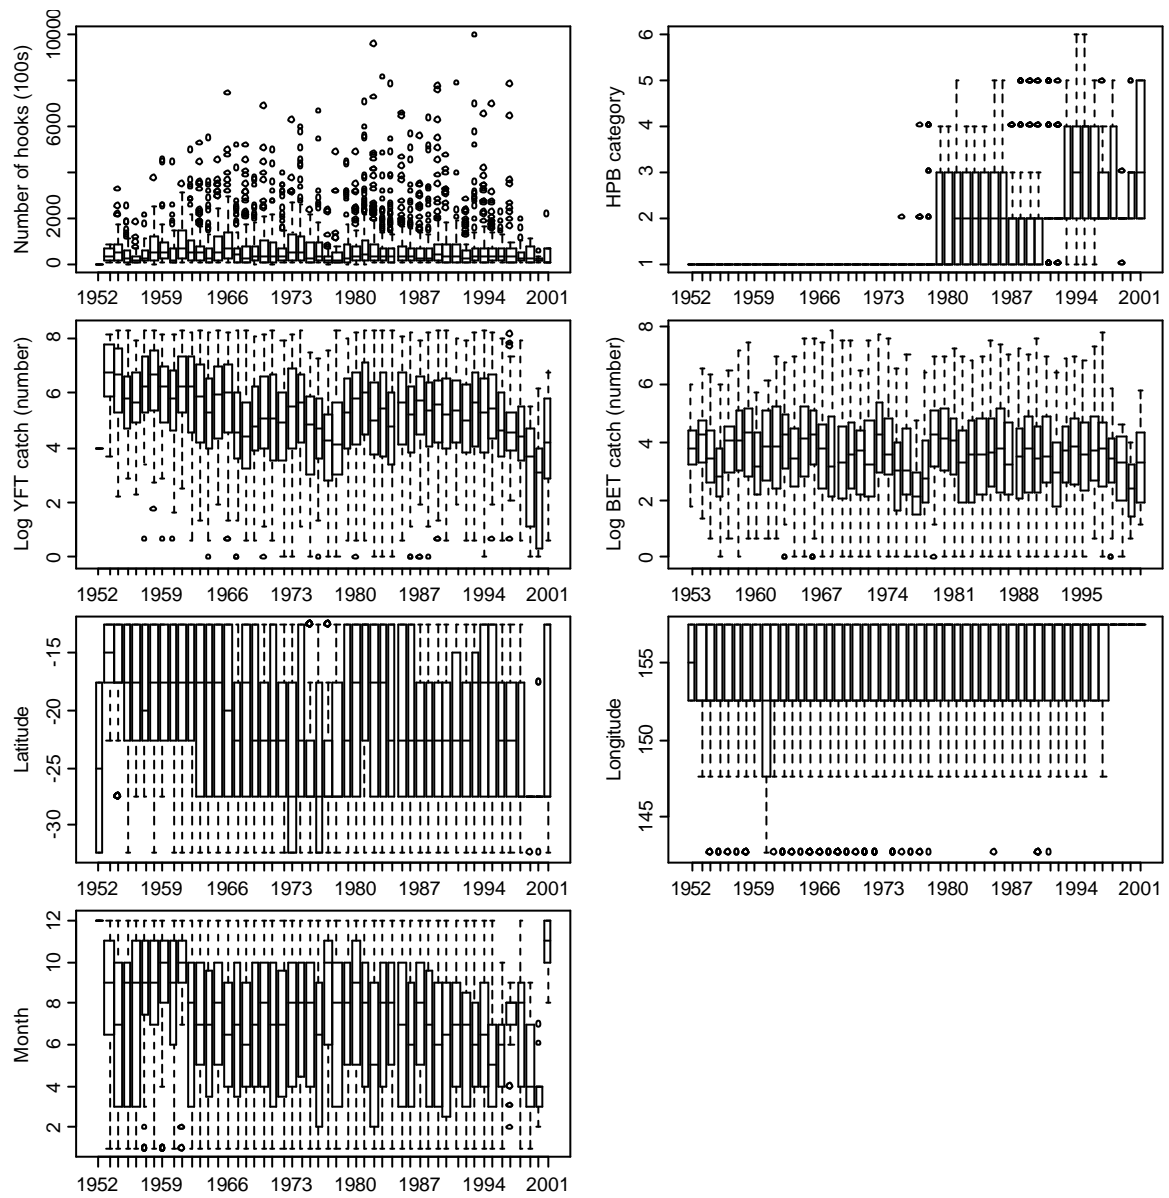 Number of hooks (100s)
10000
6000
2000
0
1952 1959 1966 1973 1980 1987 1994 2001
HPB category
6
5
4
3
2
1
1952 1959 1966 1973 1980 1987 1994 2001
Log YFT catch (number)
8
6
4
2
0
1952 1959 1966 1973 1980 1987 1994 2001
Log BET catch (number)
8
6
4
2
0
1953 1960 1967 1974 1981 1988 1995
Latitude
-15
-20
-25
-30
1952 1959 1966 1973 1980 1987 1994 2001
Longitude
155
150
145
1952 1959 1966 1973 1980 1987 1994 2001
Month
12
10
8
6
4
2
1952 1959 1966 1973 1980 1987 1994 2001